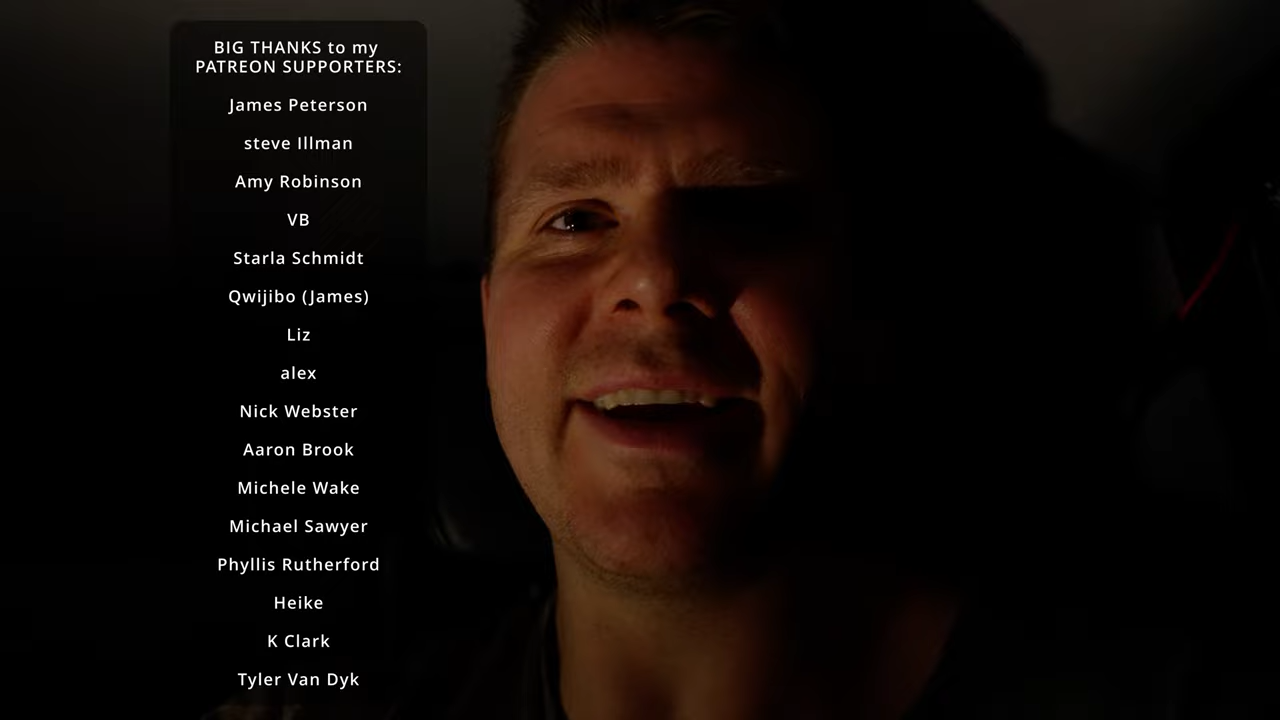 BIG THANKS to my
PATREON SUPPORTERS:
James Peterson
steve Illman
Amy Robinson
VB
Starla Schmidt
Qwijibo (James)
Liz
alex
Nick Webster
Aaron Brook
Michele Wake
Michael Sawyer
Phyllis Rutherford
Heike
K Clark
Tyler Van Dyk